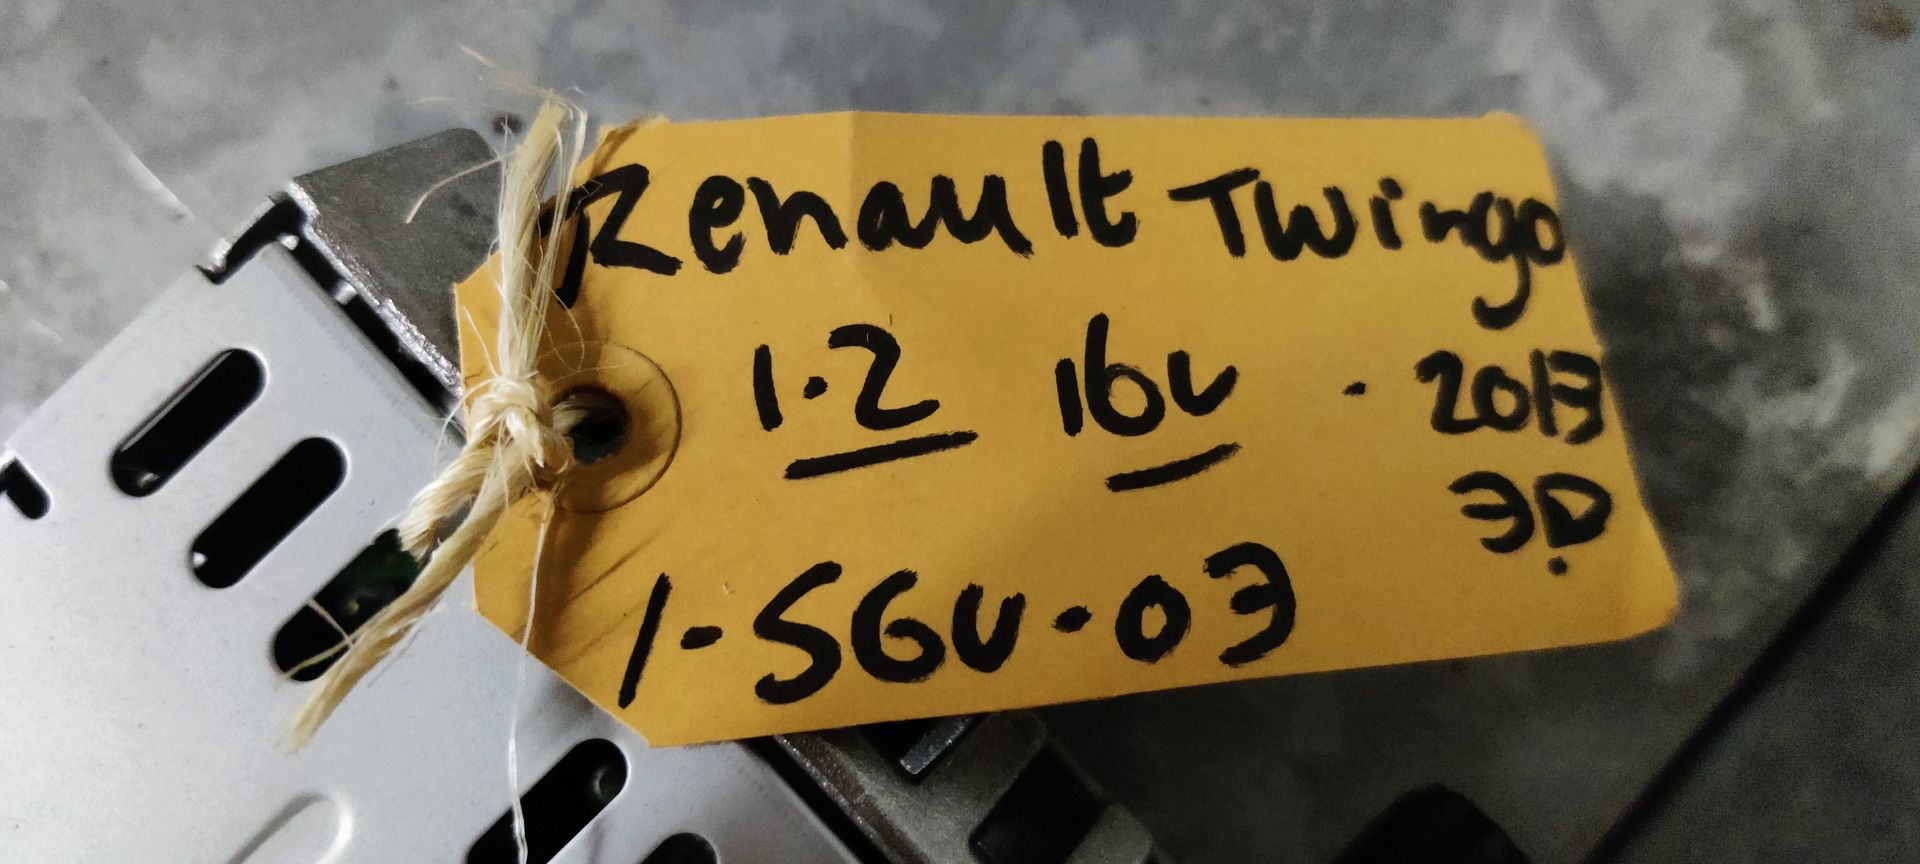 Renault Twingo
1.2 16v . 2013
3D.
1-SGU-03